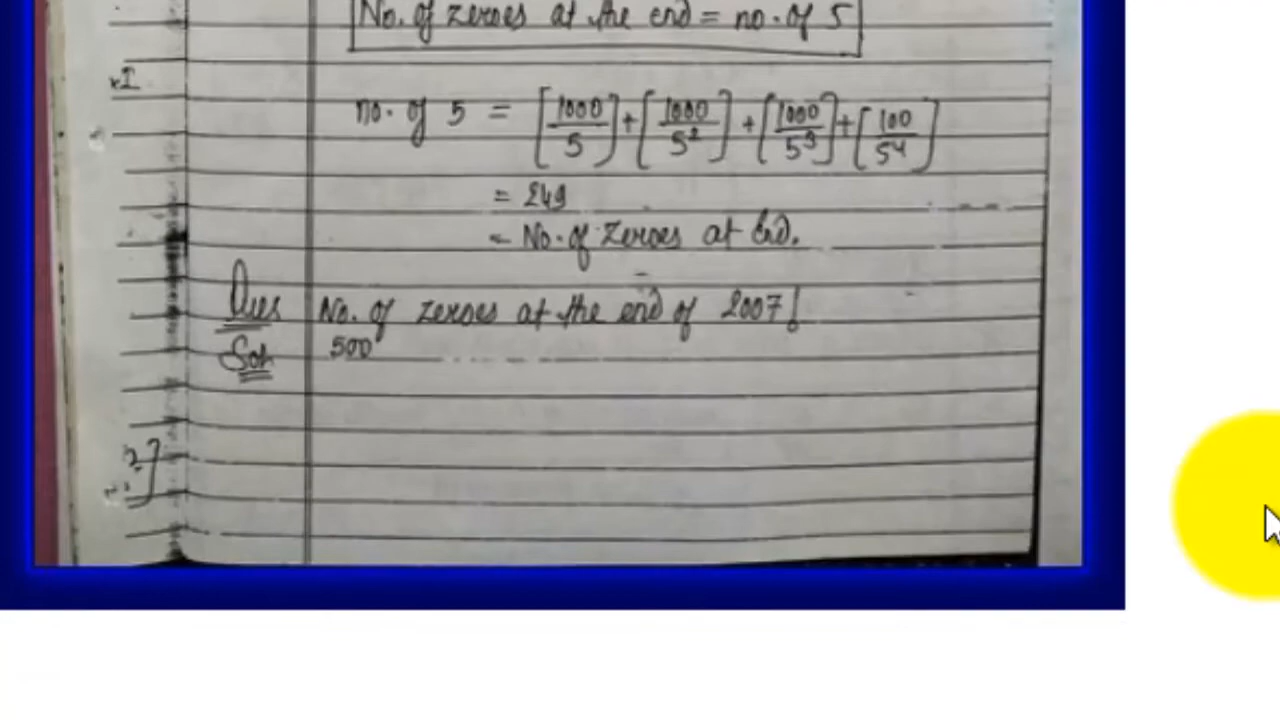 No. of zeroes at the end = no. of 5
no. of 5 = [1000/5] + [1000/5²] + [1000/5³] + [100/5⁴]
= 249
= No. of zeroes at End.
Ques No. of zeroes at the end of 2007!
Son 500